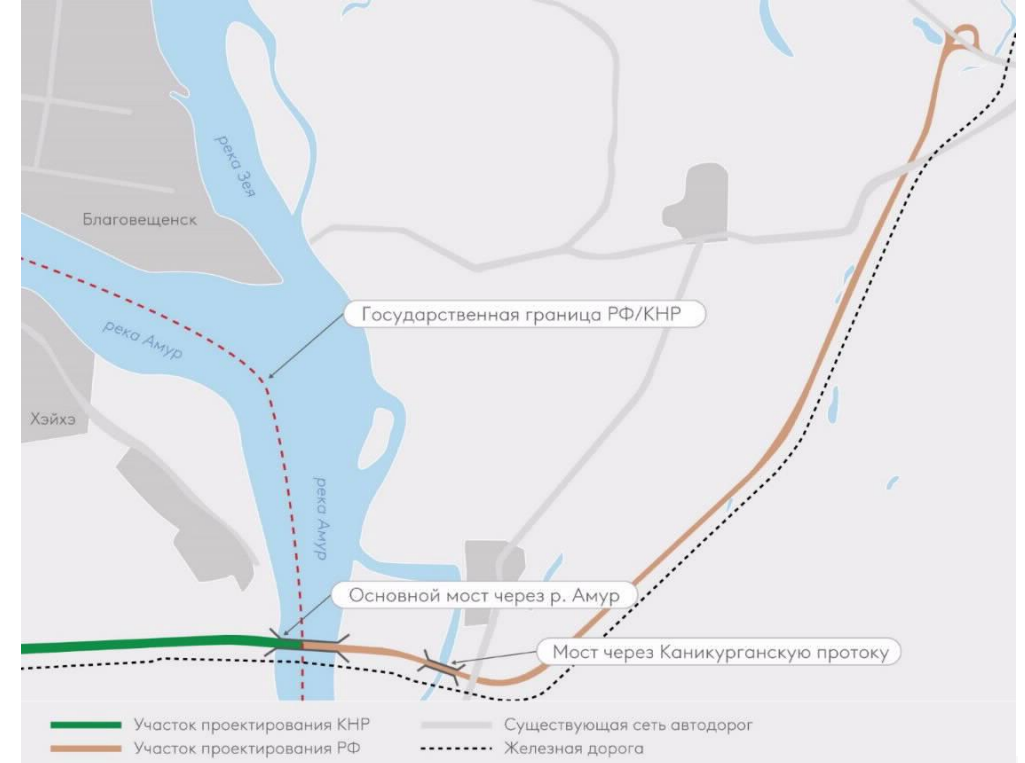 река Зея
Благовещенск
Государственная граница РФ/КНР
река Амур
Хэйхэ
река Амур
Основной мост через р. Амур
Мост через Каникурганскую протоку
Участок проектирования КНР
Существующая сеть автодорог
Участок проектирования РФ
Железная дорога